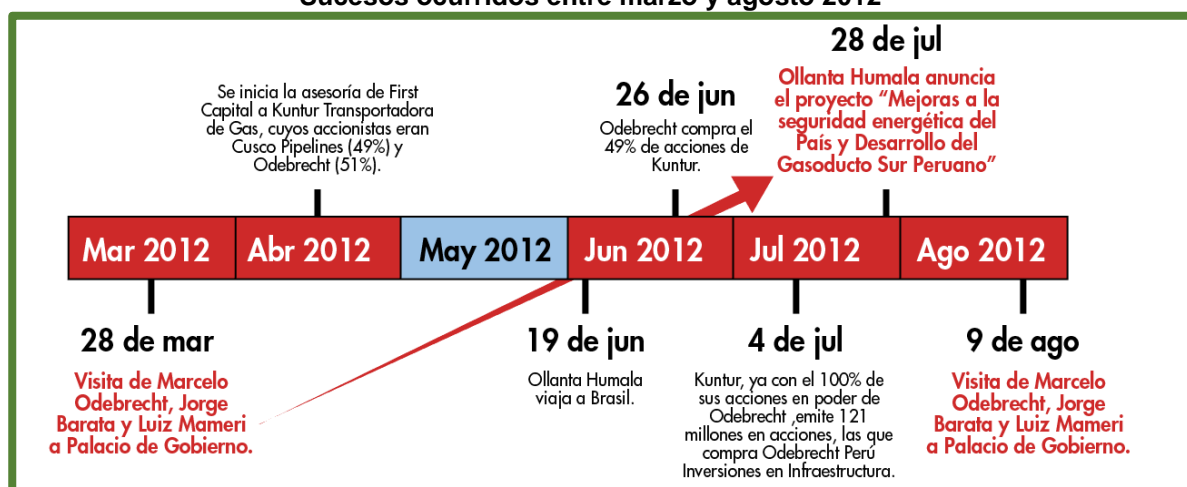 Sucesos ocurridos entre marzo y agosto 2012
28 de jul
Ollanta Humala anuncia
el proyecto “Mejoras a la
seguridad energética del
País y Desarrollo del
Gasoducto Sur Peruano”
Se inicia la asesoría de First
Capital a Kuntur Transportadora
de Gas, cuyos accionistas eran
Cusco Pipelines (49%) y
Odebrecht (51%).
26 de jun
Odebrecht compra el
49% de acciones de
Kuntur.
Mar 2012
Abr 2012
May 2012
Jun 2012
Jul 2012
Ago 2012
28 de mar
Visita de Marcelo
Odebrecht, Jorge
Barata y Luiz Mameri
a Palacio de Gobierno.
19 de jun
Ollanta Humala
viaja a Brasil.
4 de jul
Kuntur, ya con el 100% de
sus acciones en poder de
Odebrecht ,emite 121
millones en acciones, las que
compra Odebrecht Perú
Inversiones en Infraestructura.
9 de ago
Visita de Marcelo
Odebrecht, Jorge
Barata y Luiz Mameri
a Palacio de Gobierno.